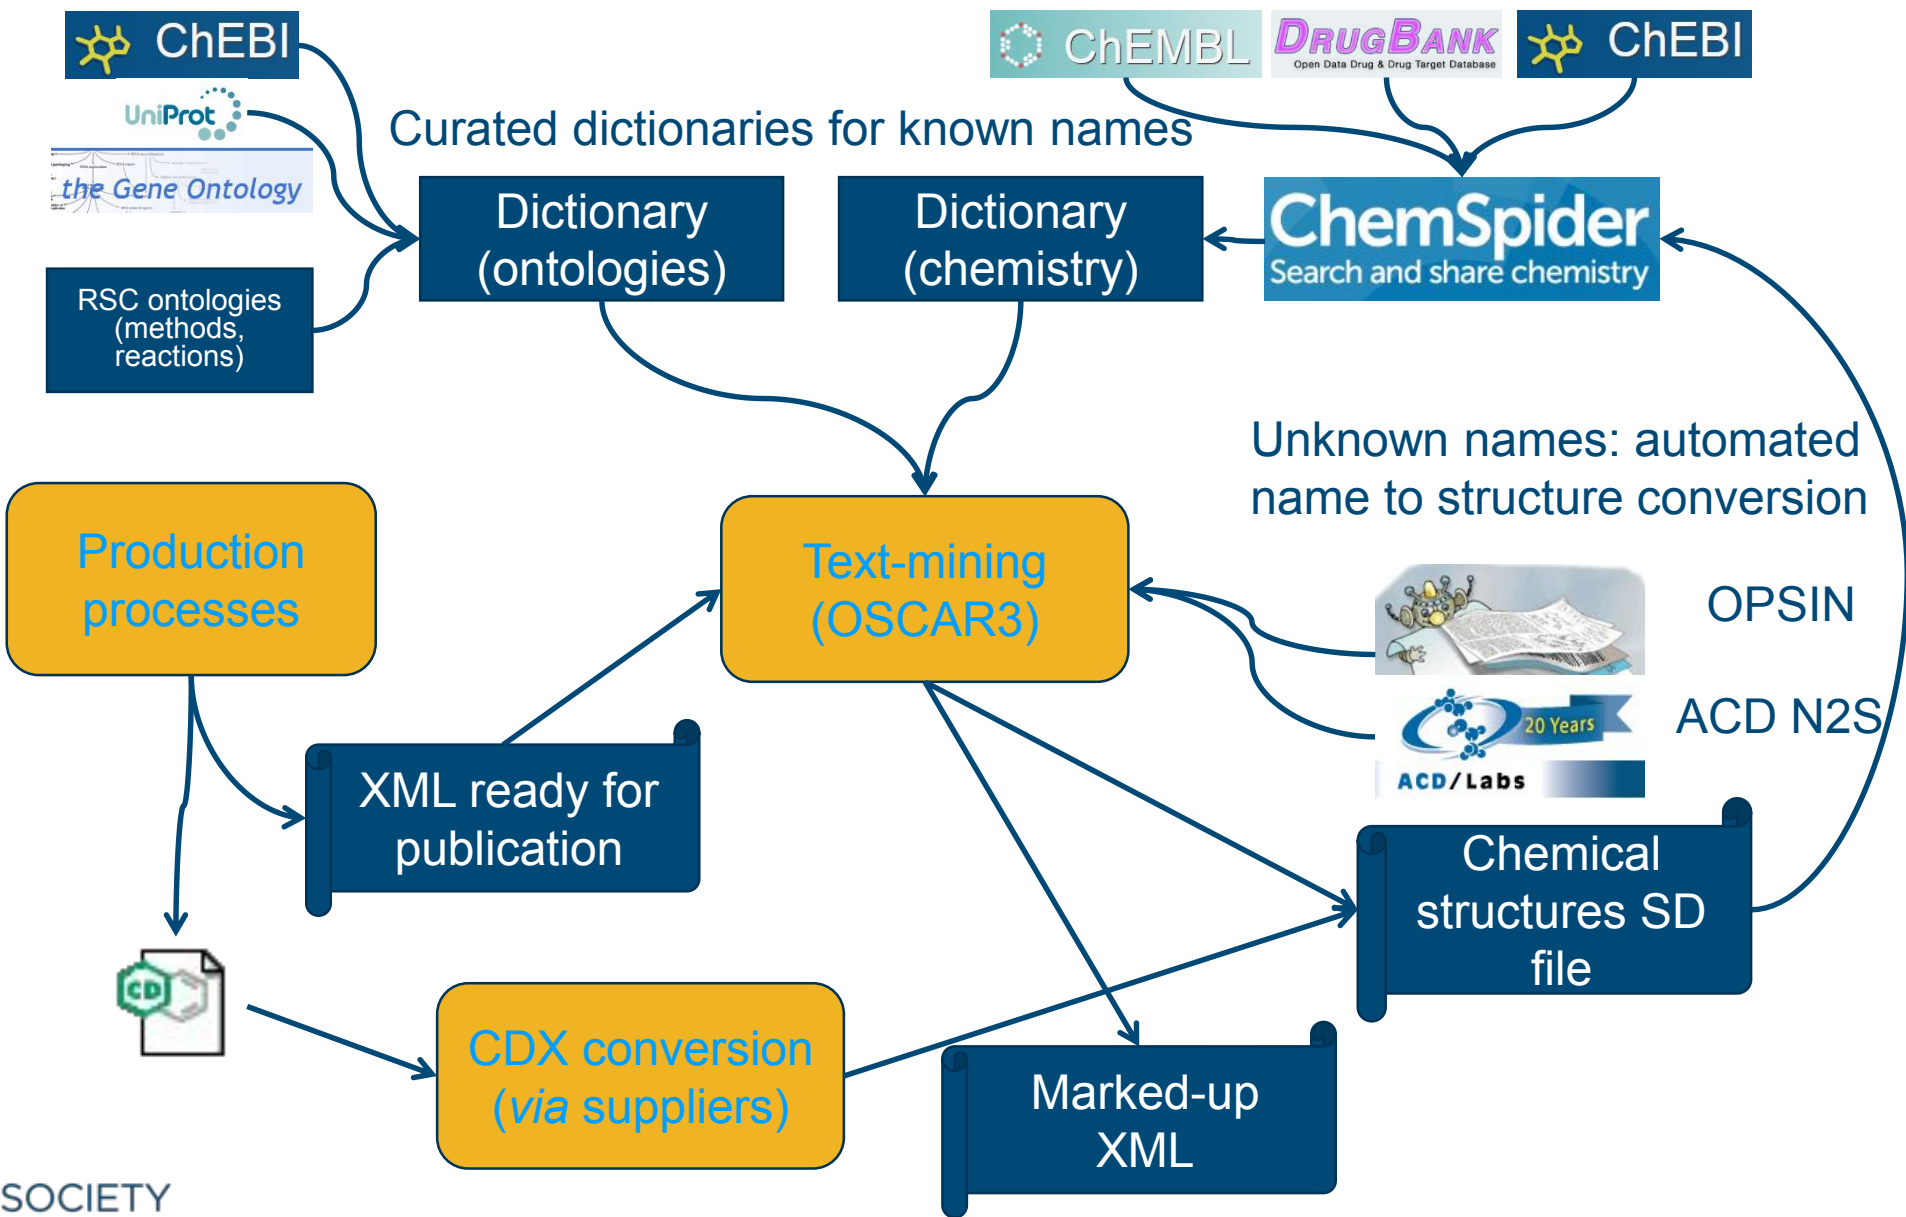 ChEBI
ChEMBL
DRUGBANK
Open Data Drug & Drug Target Database
ChEBI
UniProt
Curated dictionaries for known names
the Gene Ontology
Dictionary
(ontologies)
Dictionary
(chemistry)
ChemSpider
Search and share chemistry
RSC ontologies
(methods,
reactions)
Unknown names: automated
name to structure conversion
Production
processes
Text-mining
(OSCAR3)
OPSIN
ACD N2S
20 Years
ACD/Labs
XML ready for
publication
Chemical
structures SD
file
CD
CDX conversion
(via suppliers)
Marked-up
XML
SOCIETY